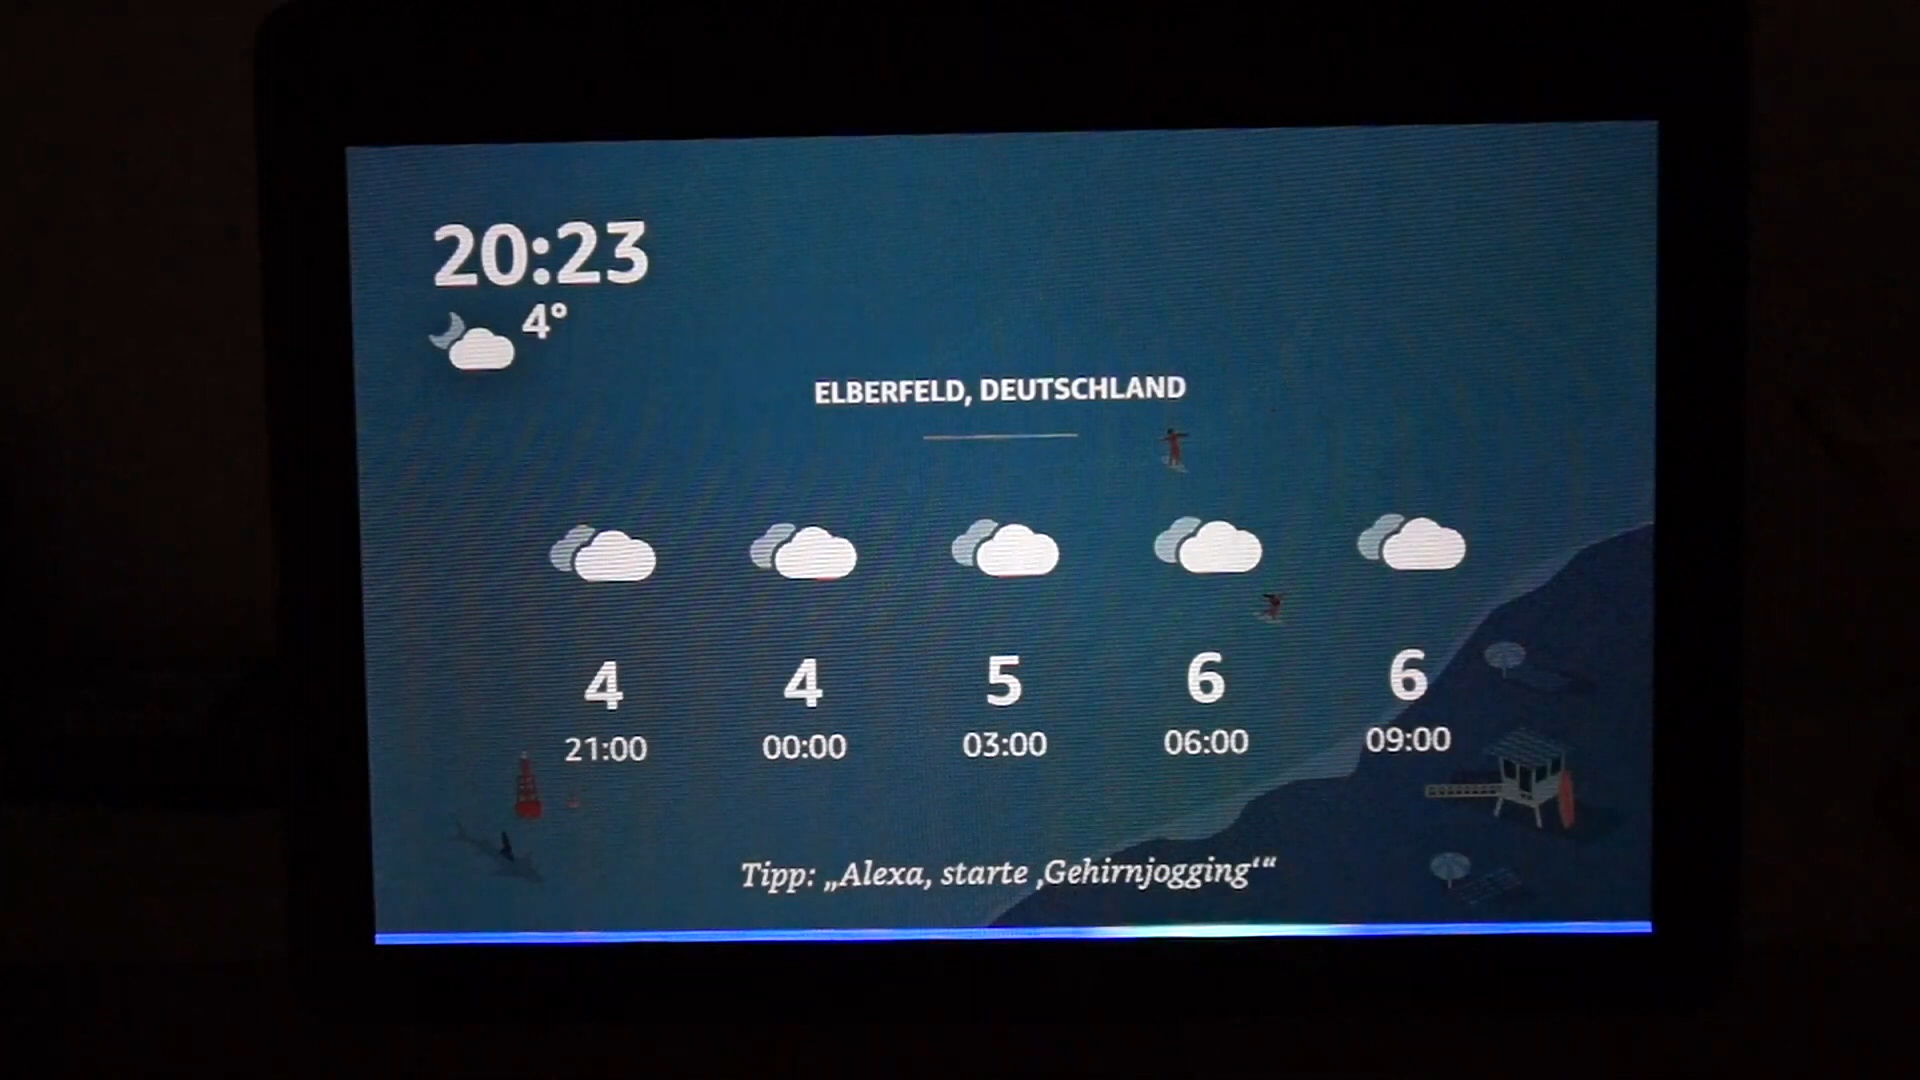 20:23
4°
ELBERFELD, DEUTSCHLAND
4 4 5 6 6
21:00 00:00 03:00 06:00 09:00
Tipp: „Alexa, starte ‚Gehirnjogging‘“